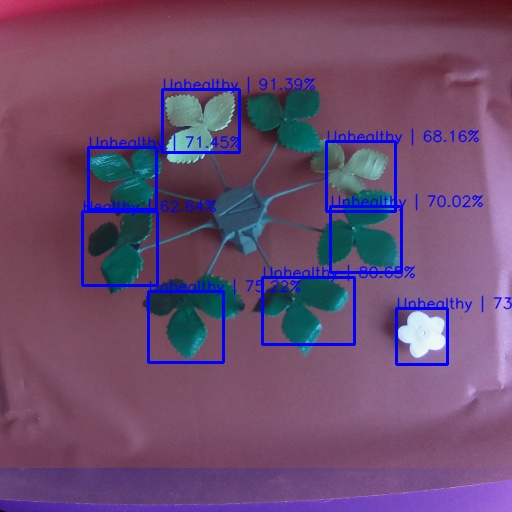 Unhealthy | 91.39%
Unhealthy | 71.45%
Unhealthy | 68.16%
Unhealthy | 70.02%
Healthy | 62.64%
Unhealthy | 80.65%
Unhealthy | 75.22%
Unhealthy | 73